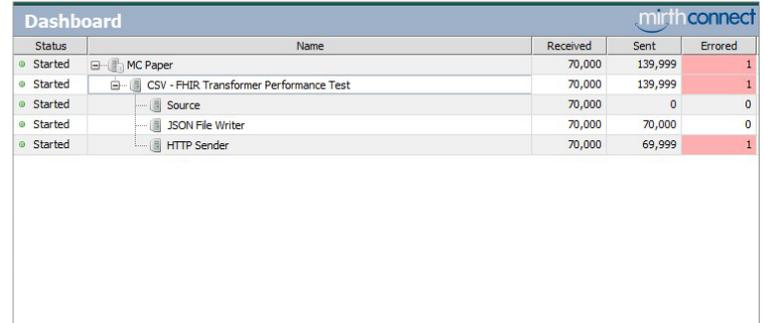 Dashboard mirthconnect
Status Name Received Sent Errored
Started MC Paper 70,000 139,999 1
Started CSV - FHIR Transformer Performance Test 70,000 139,999 1
Started Source 70,000 0 0
Started JSON File Writer 70,000 70,000 0
Started HTTP Sender 70,000 69,999 1